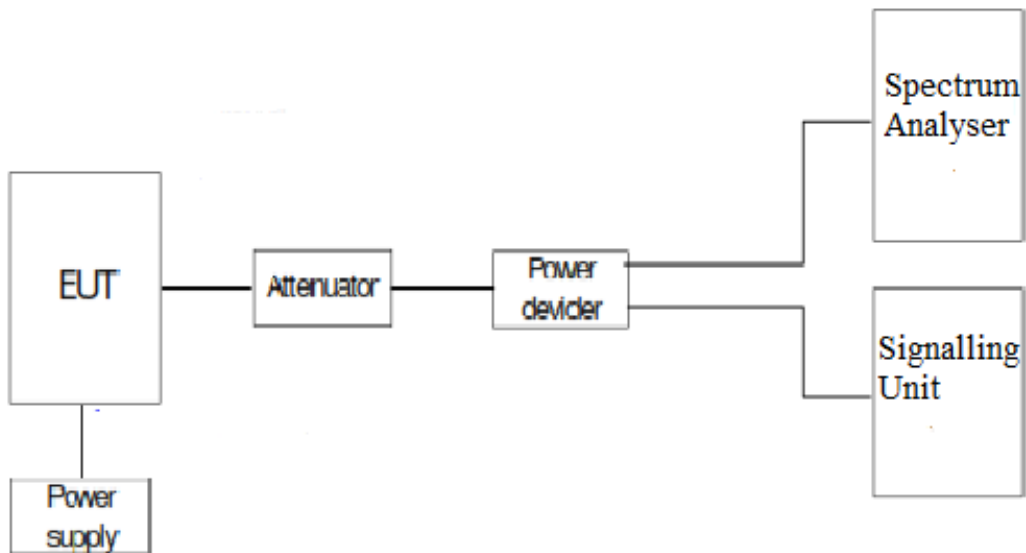 Spectrum
Analyser
EUT
Attenuator
Power
devider
Signalling
Unit
Power
supply